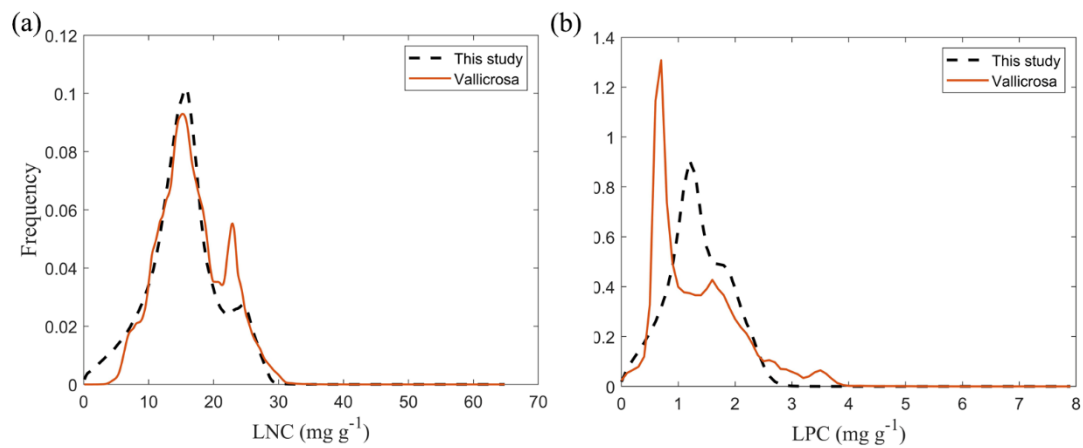 (a)
0.12
0.1
0.08
0.06
0.04
0.02
0
Frequency
0 10 20 30 40 50 60 70
LNC (mg g⁻¹)
This study
Vallicrosa
(b)
1.4
1.2
1
0.8
0.6
0.4
0.2
0
0 1 2 3 4 5 6 7 8
LPC (mg g⁻¹)
This study
Vallicrosa